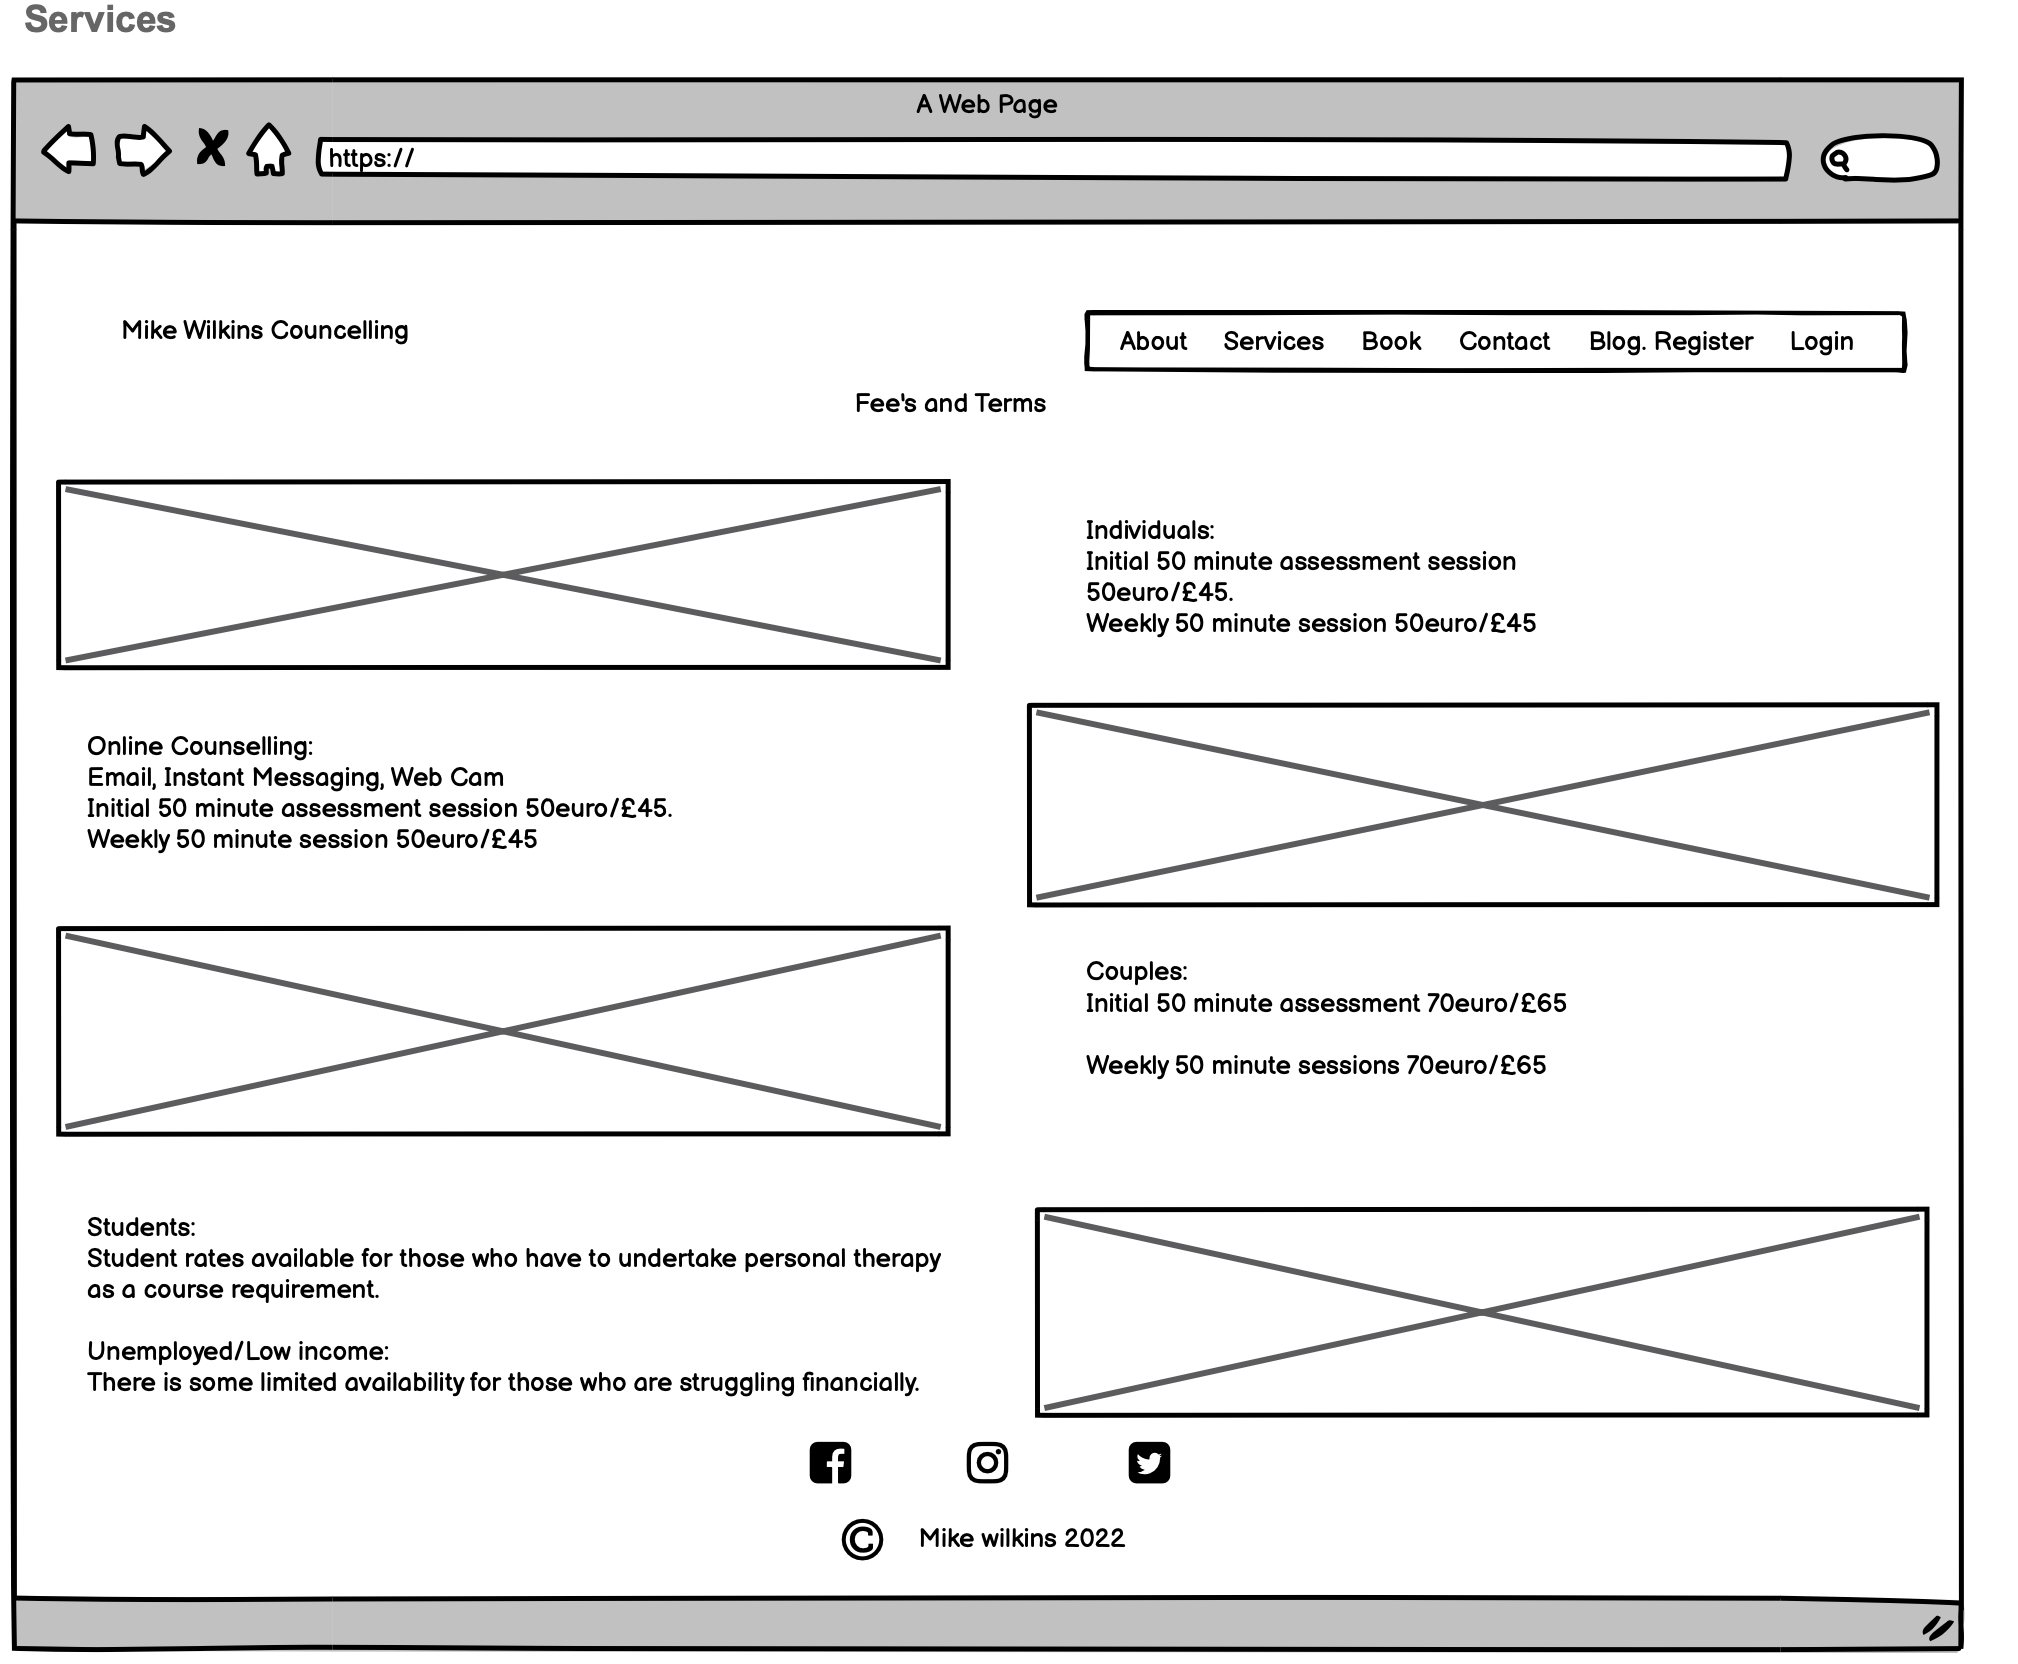 Services
A Web Page
https://
Mike Wilkins Councelling
About Services Book Contact Blog. Register Login
Fee's and Terms
Individuals:
Initial 50 minute assessment session
50euro/£45.
Weekly 50 minute session 50euro/£45
Online Counselling:
Email, Instant Messaging, Web Cam
Initial 50 minute assessment session 50euro/£45.
Weekly 50 minute session 50euro/£45
Couples:
Initial 50 minute assessment 70euro/£65
Weekly 50 minute sessions 70euro/£65
Students:
Student rates available for those who have to undertake personal therapy
as a course requirement.
Unemployed/Low income:
There is some limited availability for those who are struggling financially.
© Mike wilkins 2022